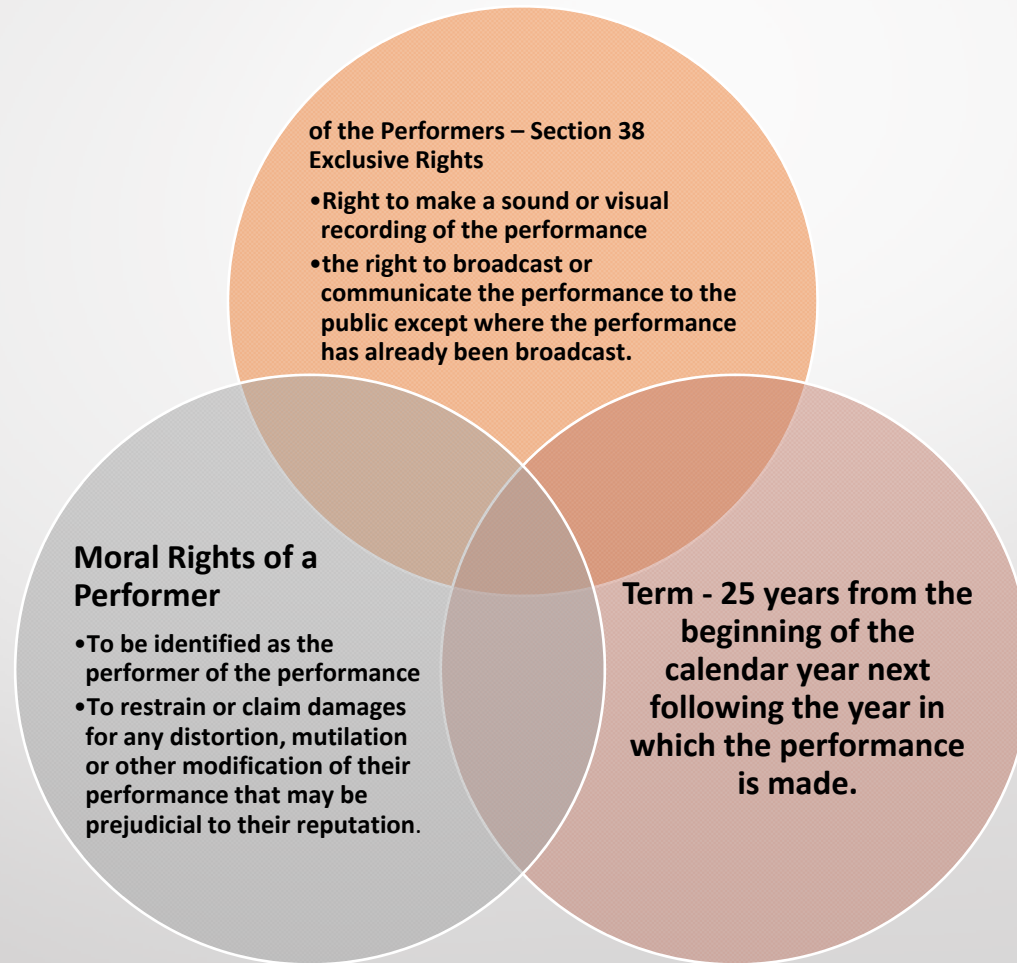 of the Performers – Section 38
Exclusive Rights
•Right to make a sound or visual
recording of the performance
•the right to broadcast or
communicate the performance to the
public except where the performance
has already been broadcast.
Moral Rights of a
Performer
•To be identified as the
performer of the performance
•To restrain or claim damages
for any distortion, mutilation
or other modification of their
performance that may be
prejudicial to their reputation.
Term - 25 years from the
beginning of the
calendar year next
following the year in
which the performance
is made.